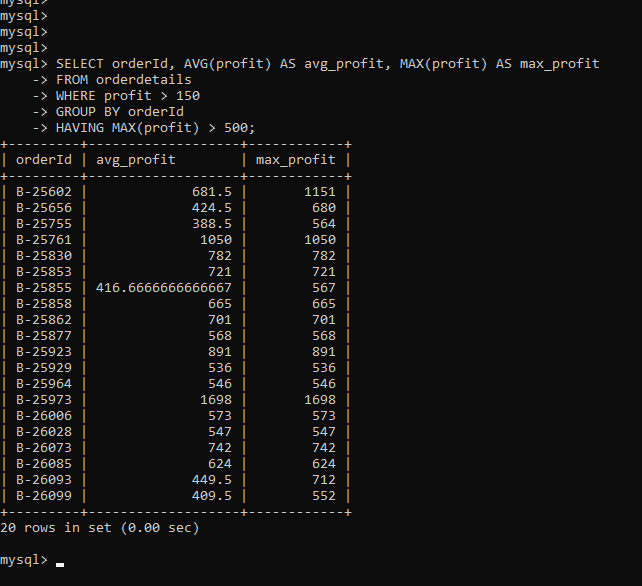 mysql>
mysql>
mysql>
mysql>
mysql> SELECT orderId, AVG(profit) AS avg_profit, MAX(profit) AS max_profit
    -> FROM orderdetails
    -> WHERE profit > 150
    -> GROUP BY orderId
    -> HAVING MAX(profit) > 500;
+---------+-------------------+------------+
| orderId | avg_profit        | max_profit |
+---------+-------------------+------------+
| B-25602 |             681.5 |       1151 |
| B-25656 |             424.5 |        680 |
| B-25755 |             388.5 |        564 |
| B-25761 |              1050 |       1050 |
| B-25830 |               782 |        782 |
| B-25853 |               721 |        721 |
| B-25855 | 416.6666666666667 |        567 |
| B-25858 |               665 |        665 |
| B-25862 |               701 |        701 |
| B-25877 |               568 |        568 |
| B-25923 |               891 |        891 |
| B-25929 |               536 |        536 |
| B-25964 |               546 |        546 |
| B-25973 |              1698 |       1698 |
| B-26006 |               573 |        573 |
| B-26028 |               547 |        547 |
| B-26073 |               742 |        742 |
| B-26085 |               624 |        624 |
| B-26093 |             449.5 |        712 |
| B-26099 |             409.5 |        552 |
+---------+-------------------+------------+
20 rows in set (0.00 sec)
mysql>